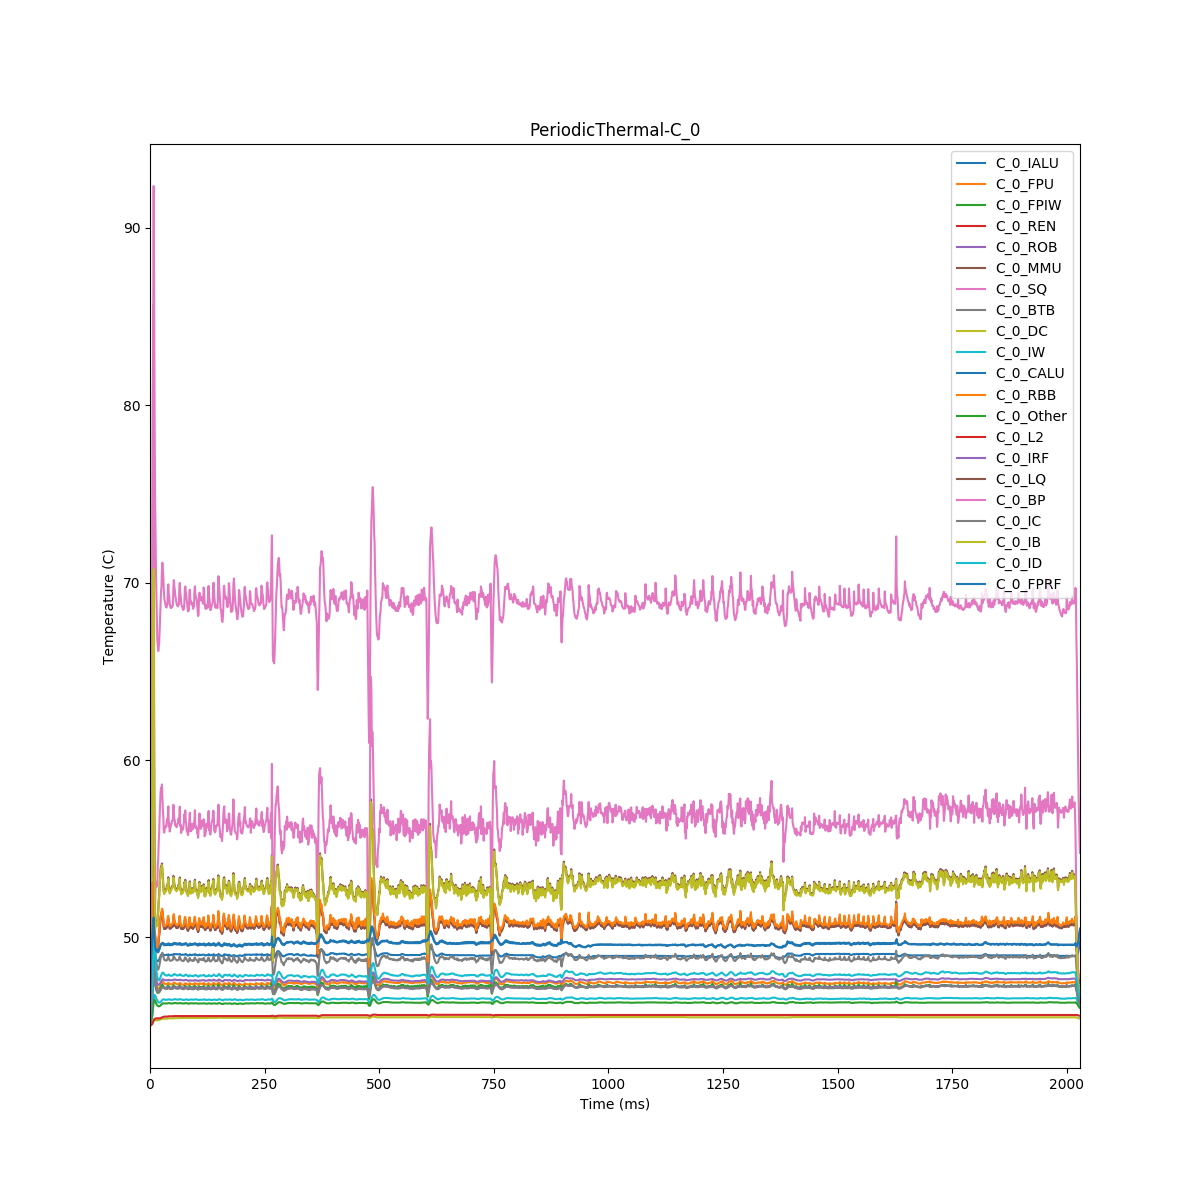 PeriodicThermal-C_0
C_0_IALU
C_0_FPU
C_0_FPIW
C_0_REN
C_0_ROB
C_0_MMU
C_0_SQ
C_0_BTB
C_0_DC
C_0_IW
C_0_CALU
C_0_RBB
C_0_Other
C_0_L2
C_0_IRF
C_0_LQ
C_0_BP
C_0_IC
C_0_IB
C_0_ID
C_0_FPRF
90
80
70
60
50
Temperature (C)
0 250 500 750 1000 1250 1500 1750 2000
Time (ms)